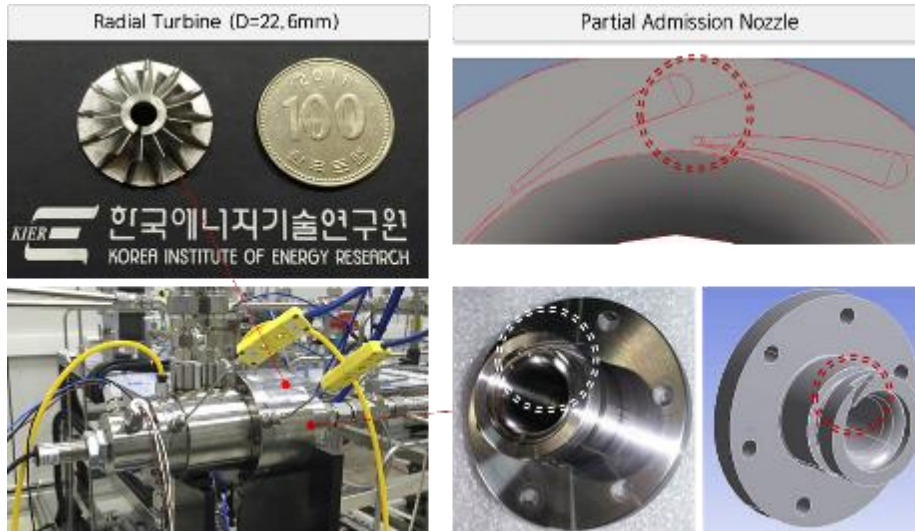 Radial Turbine (D=22.6mm)
Partial Admission Nozzle
100
KIER
한국에너지기술연구원
KOREA INSTITUTE OF ENERGY RESEARCH